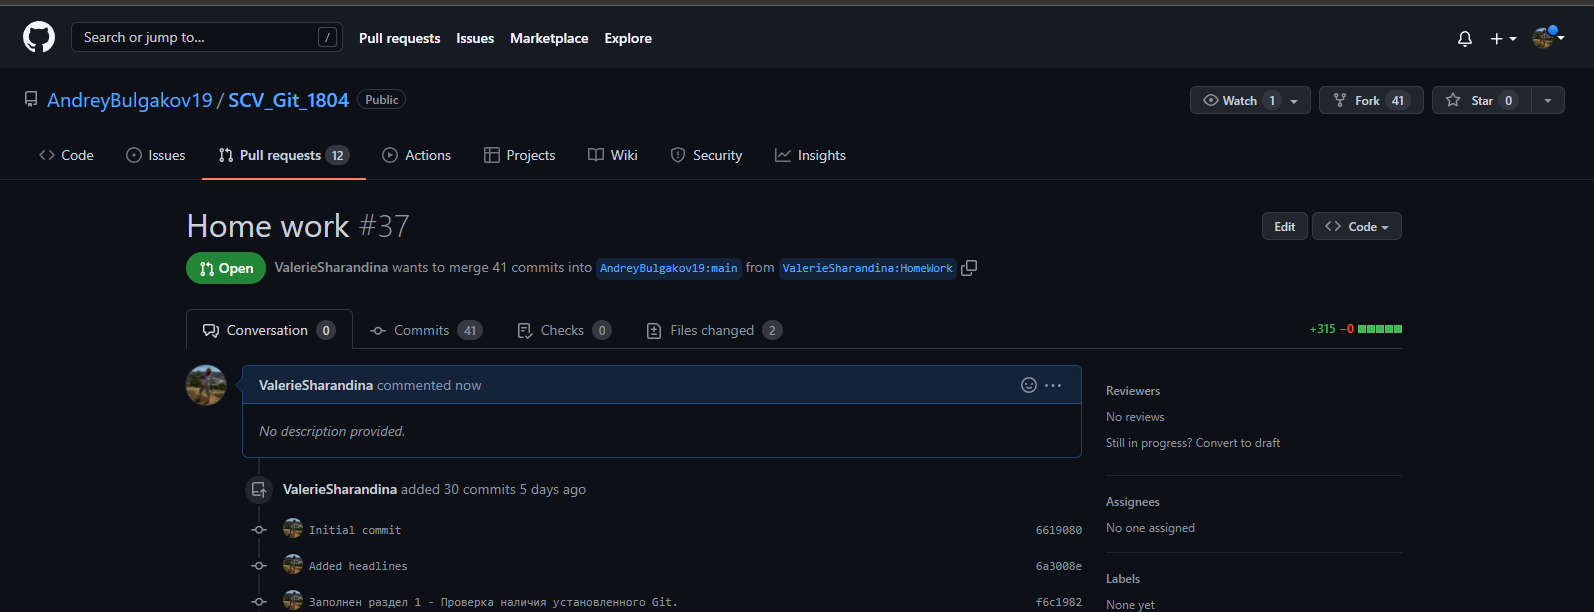 Search or jump to... / Pull requests Issues Marketplace Explore
AndreyBulgakov19 / SCV_Git_1804 Public Watch 1 Fork 41 Star 0
Code Issues Pull requests 12 Actions Projects Wiki Security Insights
Home work #37 Edit Code
Open ValerieSharandina wants to merge 41 commits into AndreyBulgakov19:main from ValerieSharandina:HomeWork
Conversation 0 Commits 41 Checks 0 Files changed 2 +315 −0
ValerieSharandina commented now
No description provided.
ValerieSharandina added 30 commits 5 days ago
Initial commit 6619080
Added headlines 6a3008e
Заполнен раздел 1 - Проверка наличия установленного Git. f6c1982
Reviewers
No reviews
Still in progress? Convert to draft
Assignees
No one assigned
Labels
None yet